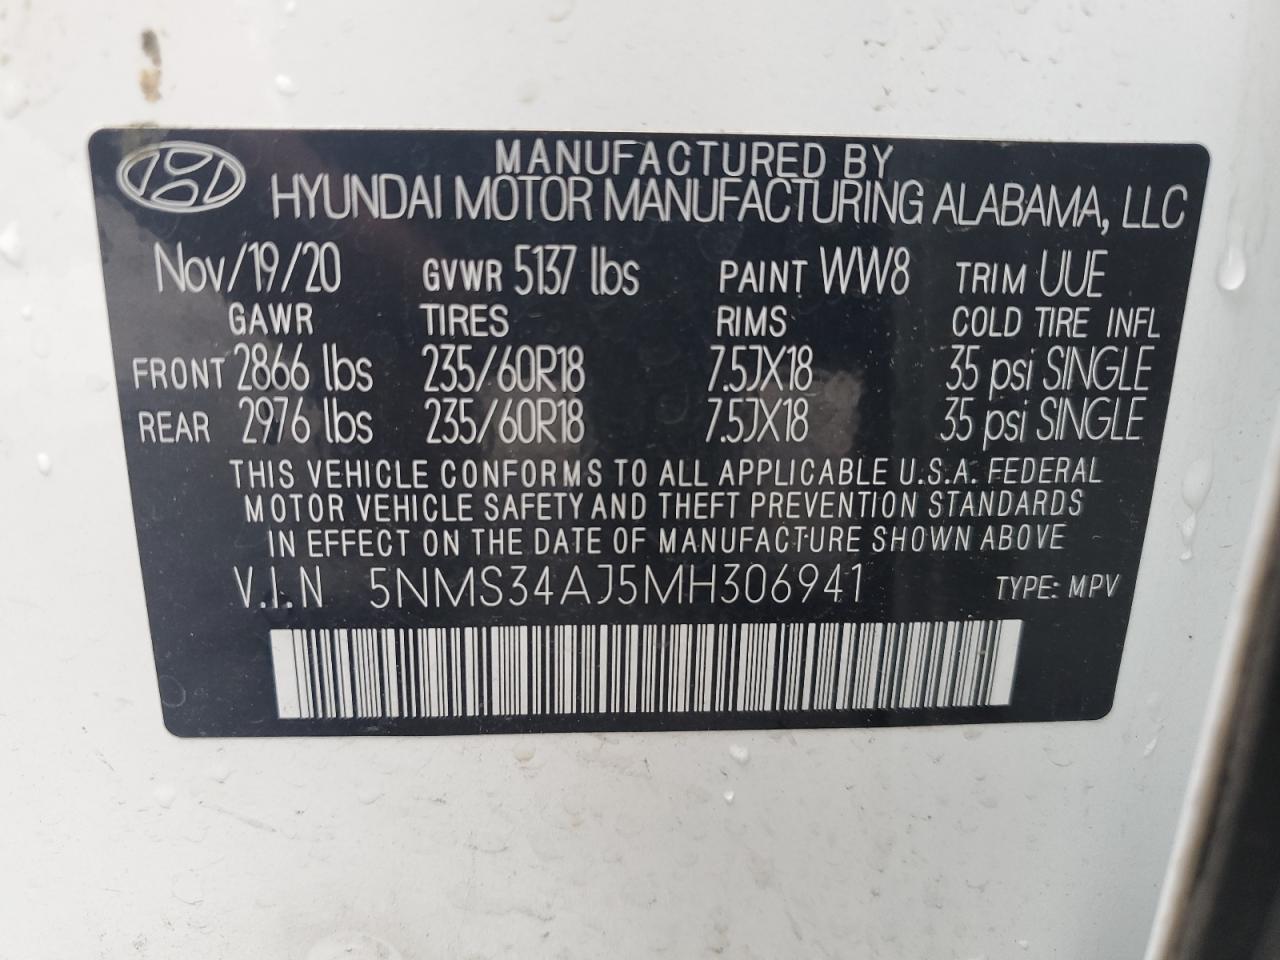 MANUFACTURED BY
HYUNDAI MOTOR MANUFACTURING ALABAMA, LLC
Nov/19/20 GVWR 5137 lbs PAINT WW8 TRIM UUE
GAWR TIRES RIMS COLD TIRE INFL
FRONT 2866 lbs 235/60R18 7.5JX18 35 psi SINGLE
REAR 2976 lbs 235/60R18 7.5JX18 35 psi SINGLE
THIS VEHICLE CONFORMS TO ALL APPLICABLE U.S.A. FEDERAL
MOTOR VEHICLE SAFETY AND THEFT PREVENTION STANDARDS
IN EFFECT ON THE DATE OF MANUFACTURE SHOWN ABOVE
V.I.N 5NMS34AJ5MH306941 TYPE: MPV